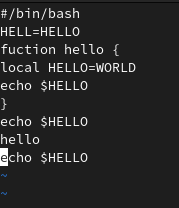 #/bin/bash
HELL=HELLO
fuction hello {
local HELLO=WORLD
echo $HELLO
}
echo $HELLO
hello
echo $HELLO
~
~